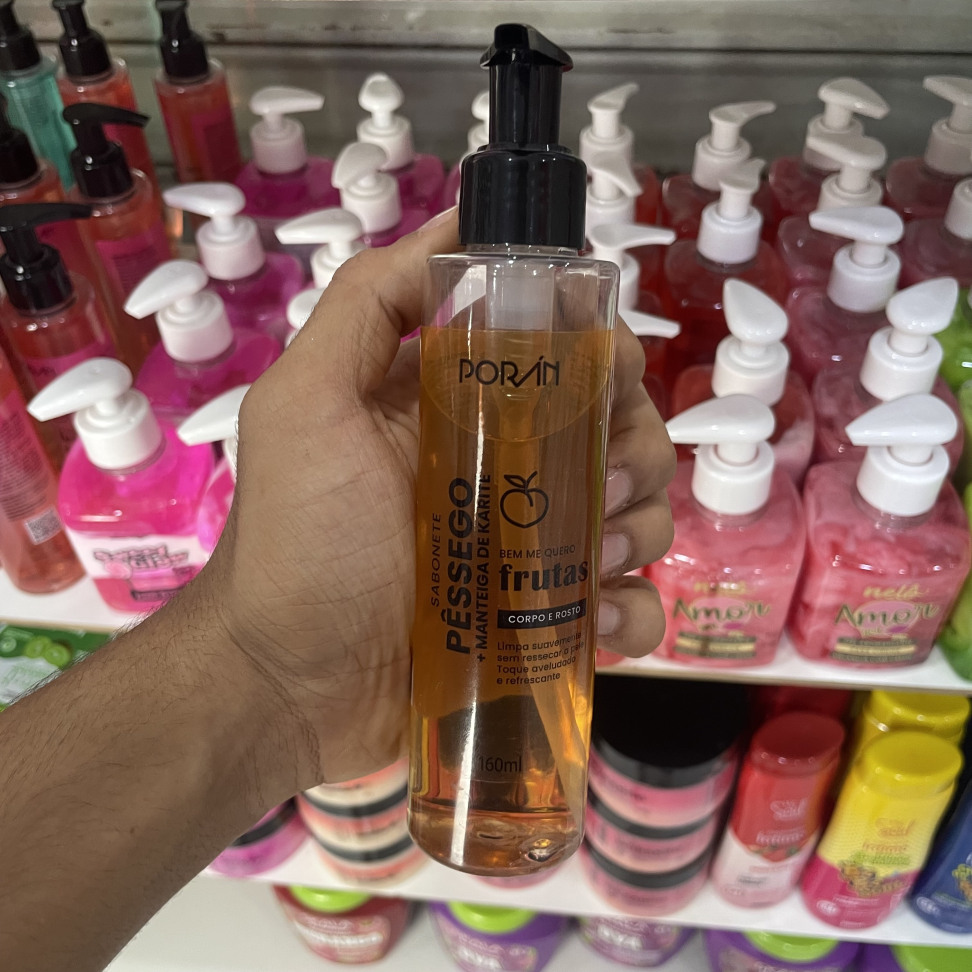 PORÁN
SABONETE
PÊSSEGO
+ MANTEIGA DE KARITÉ
BEM ME QUERO
frutas
CORPO E ROSTO
Limpa suavemente
sem ressecar a pele
Toque aveludado
e refrescante
160ml
Amor
Amor